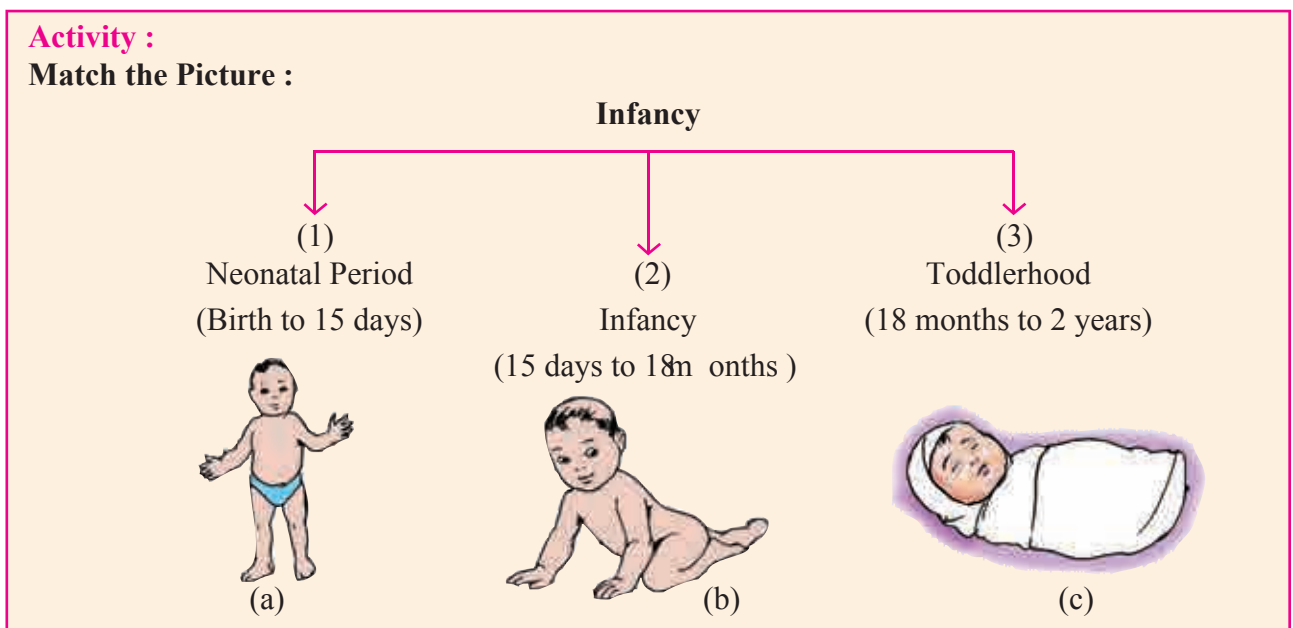 Activity :
Match the Picture :
Infancy
(1)
Neonatal Period
(Birth to 15 days)
(2)
Infancy
(15 days to 18m onths )
(3)
Toddlerhood
(18 months to 2 years)
(a)
(b)
(c)